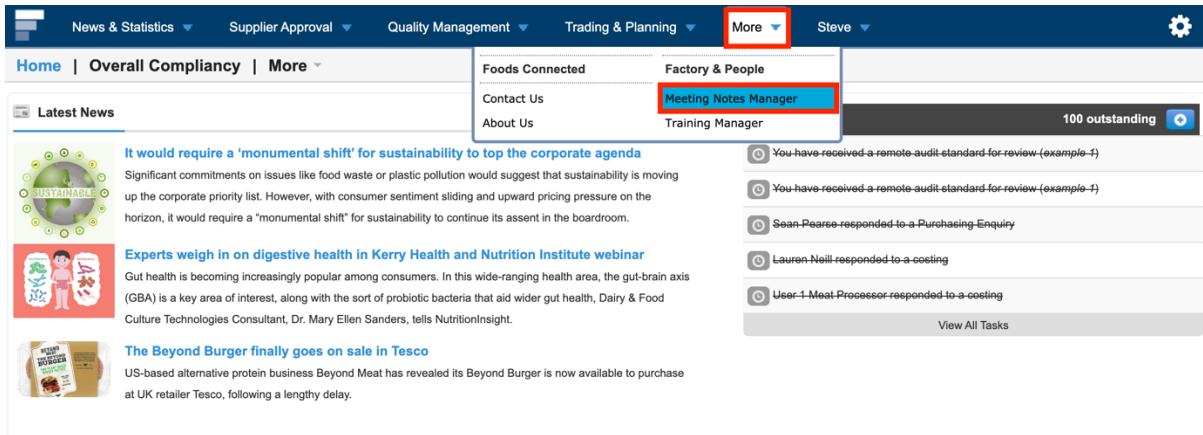 News & Statistics
Supplier Approval
Quality Management
Trading & Planning
More
Steve
Home | Overall Compliancy | More
Foods Connected
Factory & People
Contact Us
Meeting Notes Manager
About Us
Training Manager
Latest News
100 outstanding
It would require a ‘monumental shift’ for sustainability to top the corporate agenda
Significant commitments on issues like food waste or plastic pollution would suggest that sustainability is moving
up the corporate priority list. However, with consumer sentiment sliding and upward pricing pressure on the
horizon, it would require a “monumental shift” for sustainability to continue its assent in the boardroom.
SUSTAINABLE
Experts weigh in on digestive health in Kerry Health and Nutrition Institute webinar
Gut health is becoming increasingly popular among consumers. In this wide-ranging health area, the gut-brain axis
(GBA) is a key area of interest, along with the sort of probiotic bacteria that aid wider gut health, Dairy & Food
Culture Technologies Consultant, Dr. Mary Ellen Sanders, tells NutritionInsight.
The Beyond Burger finally goes on sale in Tesco
US-based alternative protein business Beyond Meat has revealed its Beyond Burger is now available to purchase
at UK retailer Tesco, following a lengthy delay.
BEYOND MEAT
BEYOND
BURGER
You have received a remote audit standard for review (example 1)
You have received a remote audit standard for review (example 1)
Sean Pearse responded to a Purchasing Enquiry
Lauren Neill responded to a costing
User 1 Meat Processor responded to a costing
View All Tasks